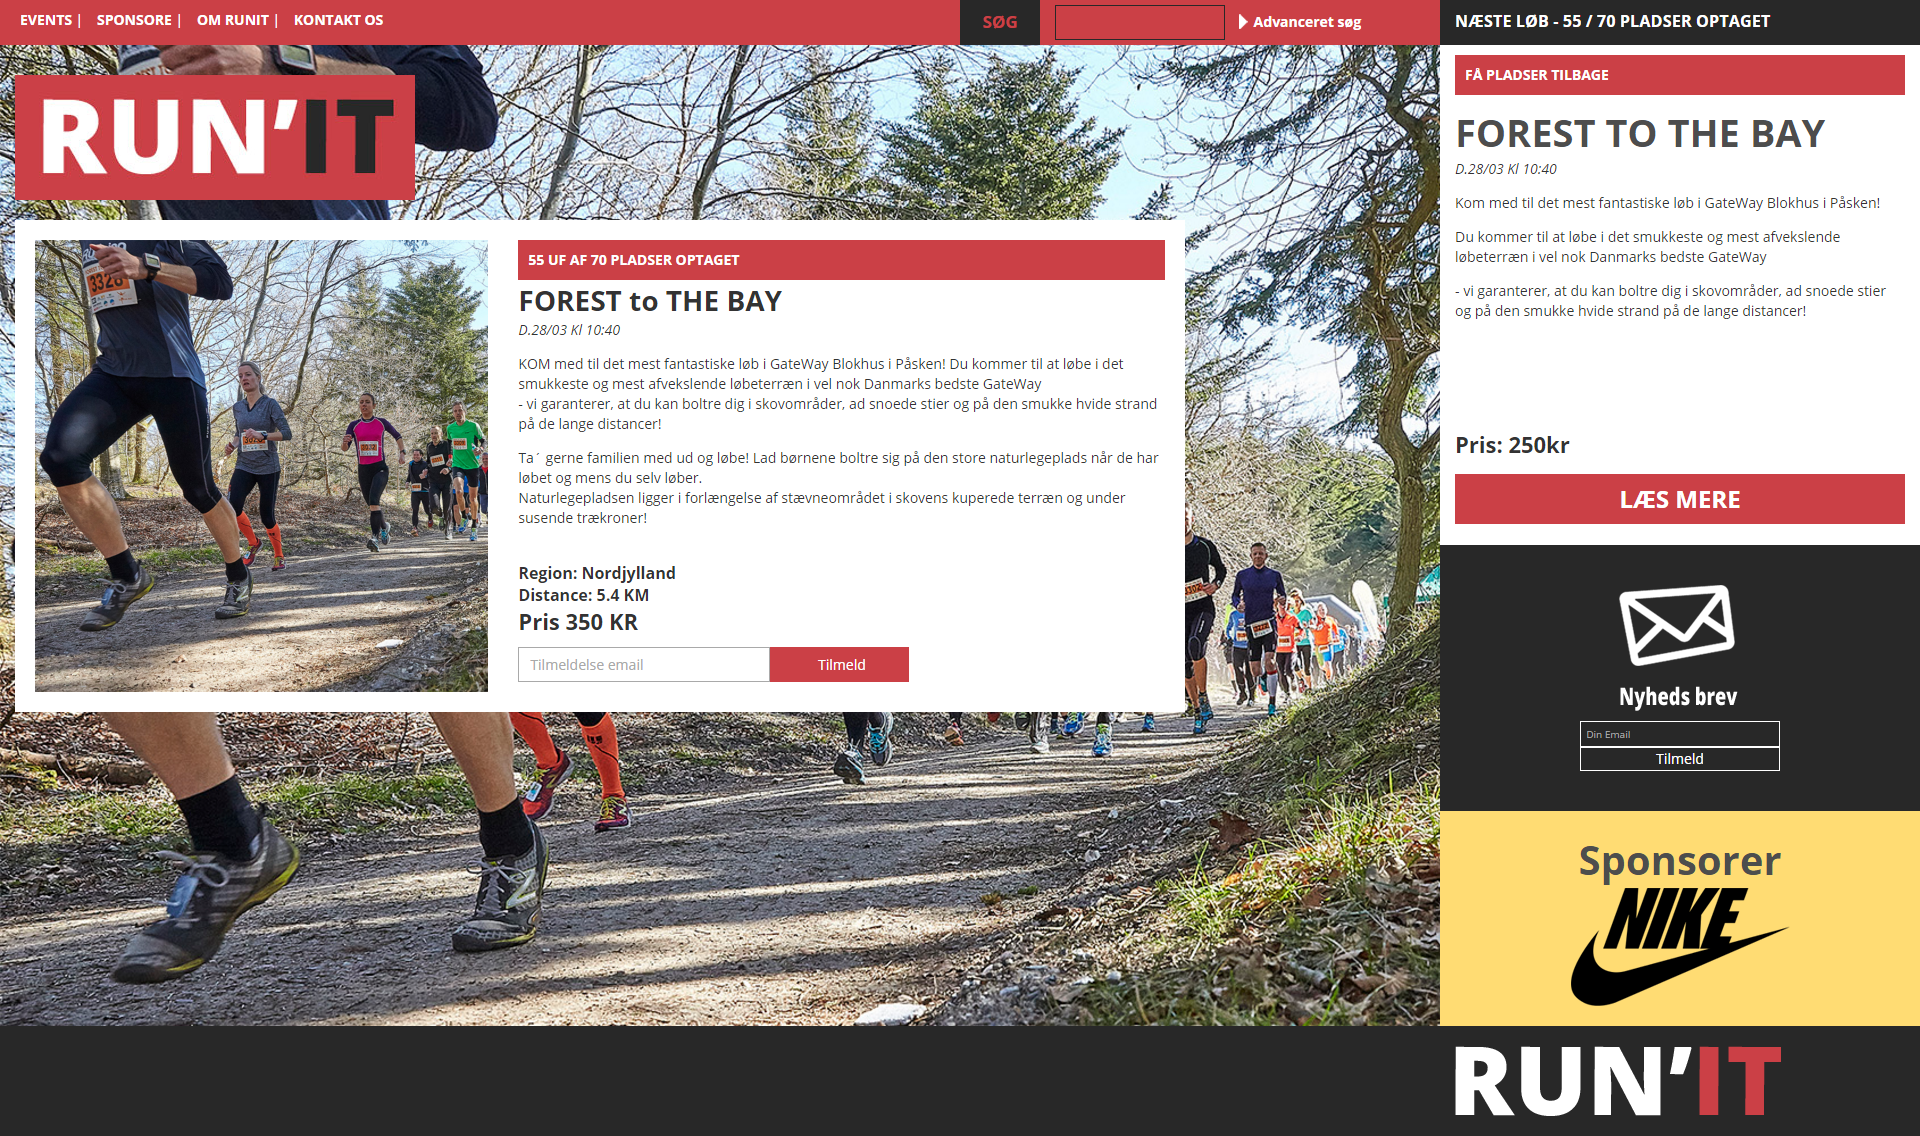 EVENTS | SPONSORE | OM RUNIT | KONTAKT OS
SØG
Advanceret søg
NÆSTE LØB - 55 / 70 PLADSER OPTAGET
RUN'IT
55 UF AF 70 PLADSER OPTAGET
FOREST to THE BAY
D.28/03 Kl 10:40
KOM med til det mest fantastiske løb i GateWay Blokhus i Påsken! Du kommer til at løbe i det
smukkeste og mest afvekslende løbeterræn i vel nok Danmarks bedste GateWay
- vi garanterer, at du kan boltre dig i skovområder, ad snoede stier og på den smukke hvide strand
på de lange distancer!
Ta´ gerne familien med ud og løbe! Lad børnene boltre sig på den store naturlegeplads når de har
løbet og mens du selv løber.
Naturlegepladsen ligger i forlængelse af stævneområdet i skovens kuperede terræn og under
susende trækroner!
Region: Nordjylland
Distance: 5.4 KM
Pris 350 KR
Tilmeldelse email
Tilmeld
3328
FÅ PLADSER TILBAGE
FOREST TO THE BAY
D.28/03 Kl 10:40
Kom med til det mest fantastiske løb i GateWay Blokhus i Påsken!
Du kommer til at løbe i det smukkeste og mest afvekslende
løbeterræn i vel nok Danmarks bedste GateWay
- vi garanterer, at du kan boltre dig i skovområder, ad snoede stier
og på den smukke hvide strand på de lange distancer!
Pris: 250kr
LÆS MERE
Nyheds brev
Din Email
Tilmeld
Sponsorer
NIKE
RUN'IT